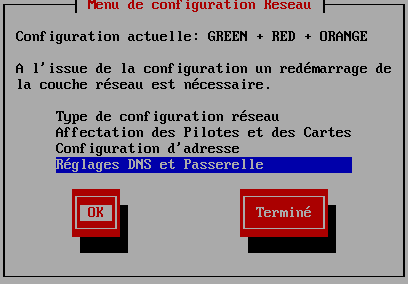 Menu de configuration Reseau
Configuration actuelle: GREEN + RED + ORANGE
A l'issue de la configuration un redémarrage de
la couche réseau est nécessaire.
Type de configuration réseau
Affectation des Pilotes et des Cartes
Configuration d'adresse
Réglages DNS et Passerelle
OK
Terminé